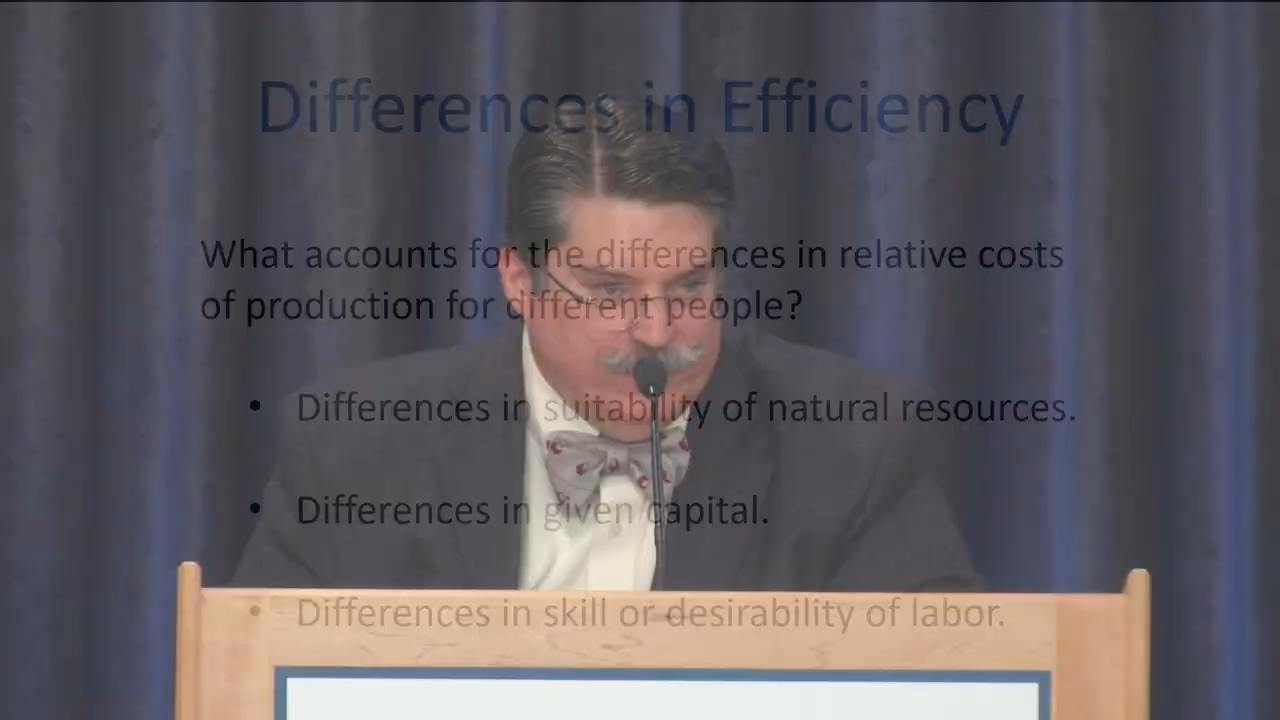 Differences in Efficiency
What accounts for the differences in relative costs
of production for different people?
• Differences in suitability of natural resources.
• Differences in given capital.
• Differences in skill or desirability of labor.